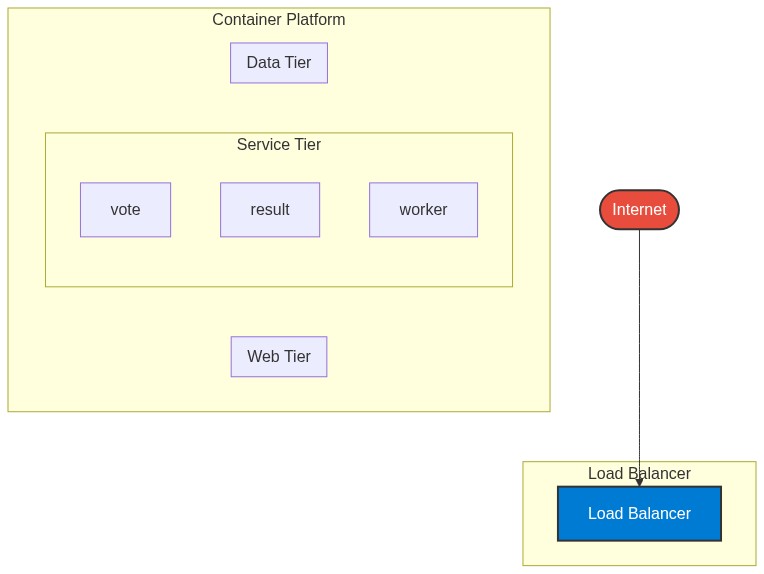 Container Platform
Data Tier
Service Tier
vote
result
worker
Web Tier
Internet
Load Balancer
Load Balancer